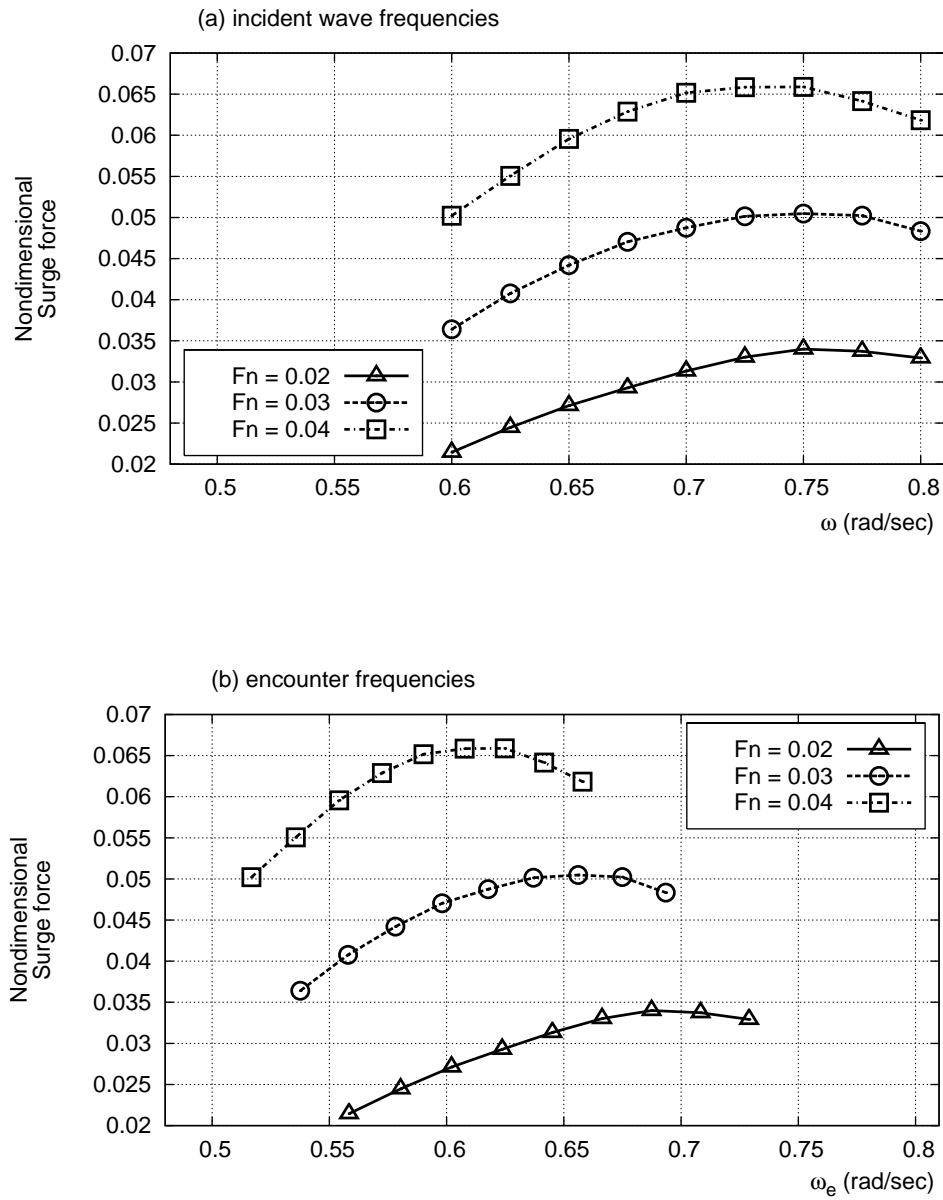 (a) incident wave frequencies
0.07
0.065
0.06
0.055
0.05
0.045
0.04
0.035
0.03
0.025
0.02
Nondimensional
Surge force
Fn = 0.02
Fn = 0.03
Fn = 0.04
0.5 0.55 0.6 0.65 0.7 0.75 0.8
ω (rad/sec)
(b) encounter frequencies
0.07
0.065
0.06
0.055
0.05
0.045
0.04
0.035
0.03
0.025
0.02
Nondimensional
Surge force
Fn = 0.02
Fn = 0.03
Fn = 0.04
0.5 0.55 0.6 0.65 0.7 0.75 0.8
ωe (rad/sec)